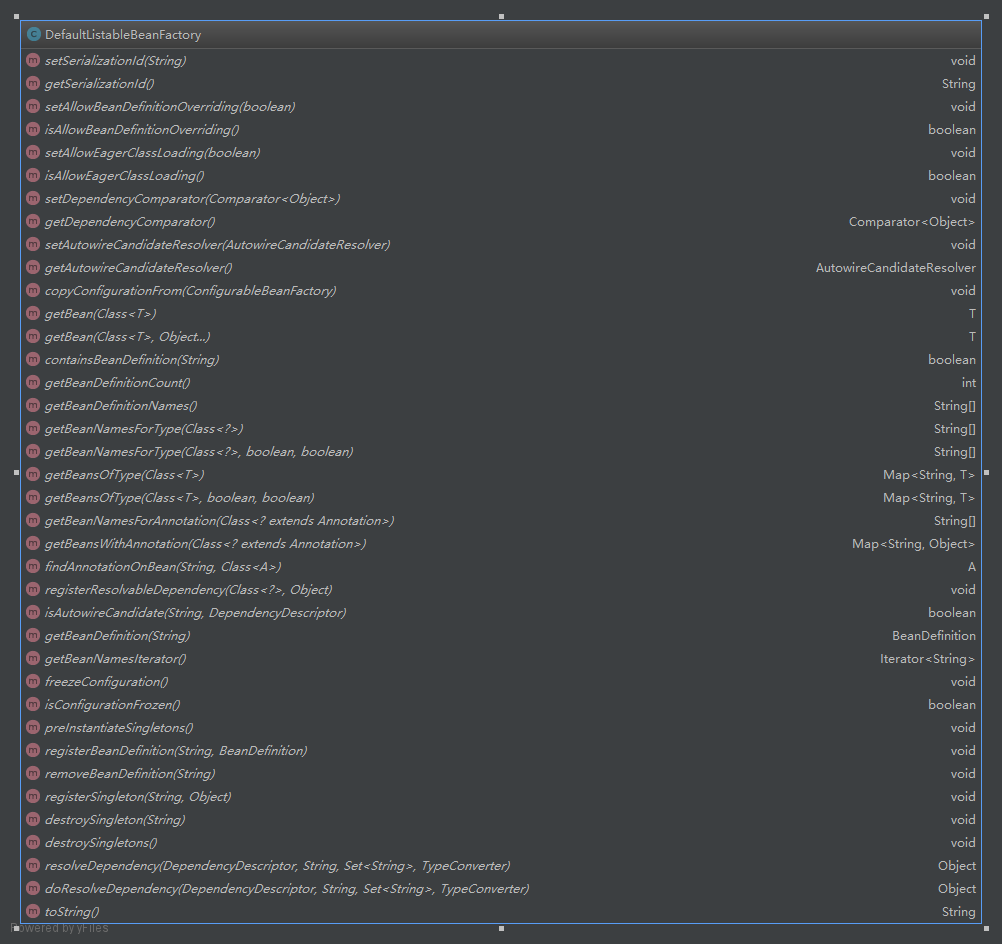 DefaultListableBeanFactory
setSerializationId(String) void
getSerializationId() String
setAllowBeanDefinitionOverriding(boolean) void
isAllowBeanDefinitionOverriding() boolean
setAllowEagerClassLoading(boolean) void
isAllowEagerClassLoading() boolean
setDependencyComparator(Comparator<Object>) void
getDependencyComparator() Comparator<Object>
setAutowireCandidateResolver(AutowireCandidateResolver) void
getAutowireCandidateResolver() AutowireCandidateResolver
copyConfigurationFrom(ConfigurableBeanFactory) void
getBean(Class<T>) T
getBean(Class<T>, Object...) T
containsBeanDefinition(String) boolean
getBeanDefinitionCount() int
getBeanDefinitionNames() String[]
getBeanNamesForType(Class<?>) String[]
getBeanNamesForType(Class<?>, boolean, boolean) String[]
getBeansOfType(Class<T>) Map<String, T>
getBeansOfType(Class<T>, boolean, boolean) Map<String, T>
getBeanNamesForAnnotation(Class<? extends Annotation>) String[]
getBeansWithAnnotation(Class<? extends Annotation>) Map<String, Object>
findAnnotationOnBean(String, Class<A>) A
registerResolvableDependency(Class<?>, Object) void
isAutowireCandidate(String, DependencyDescriptor) boolean
getBeanDefinition(String) BeanDefinition
getBeanNamesIterator() Iterator<String>
freezeConfiguration() void
isConfigurationFrozen() boolean
preInstantiateSingletons() void
registerBeanDefinition(String, BeanDefinition) void
removeBeanDefinition(String) void
registerSingleton(String, Object) void
destroySingleton(String) void
destroySingletons() void
resolveDependency(DependencyDescriptor, String, Set<String>, TypeConverter) Object
doResolveDependency(DependencyDescriptor, String, Set<String>, TypeConverter) Object
toString() String
Powered by yFiles